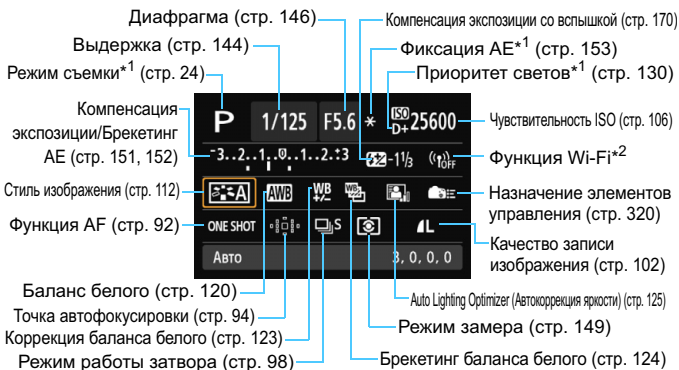 Диафрагма (стр. 146)
Компенсация экспозиции со вспышкой (стр. 170)
Выдержка (стр. 144)
Фиксация AE*1 (стр. 153)
Режим съемки*1 (стр. 24)
Приоритет светов*1 (стр. 130)
P 1/125 F5.6 * ISO D+ 25600
Чувствительность ISO (стр. 106)
Компенсация
экспозиции/Брекетинг
AE (стр. 151, 152)
-3..2..1..0..1..2.+3 -1 1/3 OFF
Функция Wi-Fi*2
Стиль изображения (стр. 112)
A AWB WB +/- WB
Назначение элементов
управления (стр. 320)
Функция AF (стр. 92)
ONE SHOT S L
Качество записи
изображения (стр. 102)
Авто 3, 0, 0, 0
Баланс белого (стр. 120)
Auto Lighting Optimizer (Автокоррекция яркости) (стр. 125)
Точка автофокусировки (стр. 94)
Режим замера (стр. 149)
Коррекция баланса белого (стр. 123)
Режим работы затвора (стр. 98)
Брекетинг баланса белого (стр. 124)